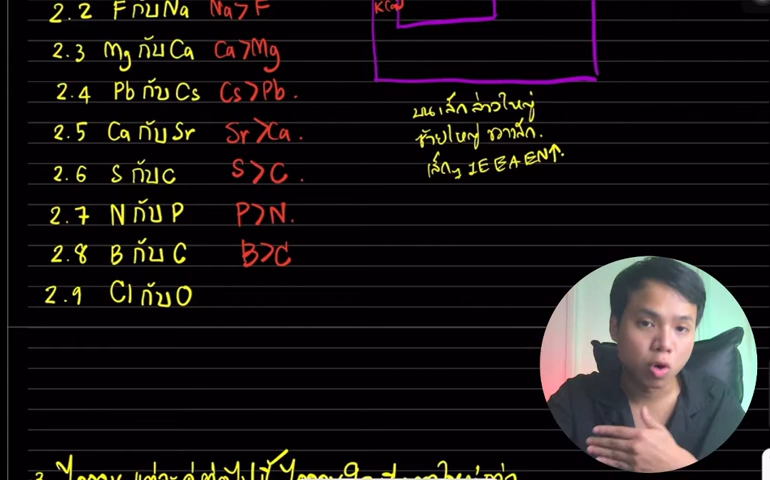 2.2 F กับ Na Na>F
K(2)
2.3 Mg กับ Ca Ca>Mg
2.4 Pb กับ Cs Cs>Pb.
บนเล็ก ล่างใหญ่
2.5 Ca กับ Sr Sr>Ca.
ซ้ายใหญ่ ขวาเล็ก.
เล็กๆ IE EA EN↑.
2.6 S กับ C S>C.
2.7 N กับ P P>N.
2.8 B กับ C B>C
2.9 Cl กับ O